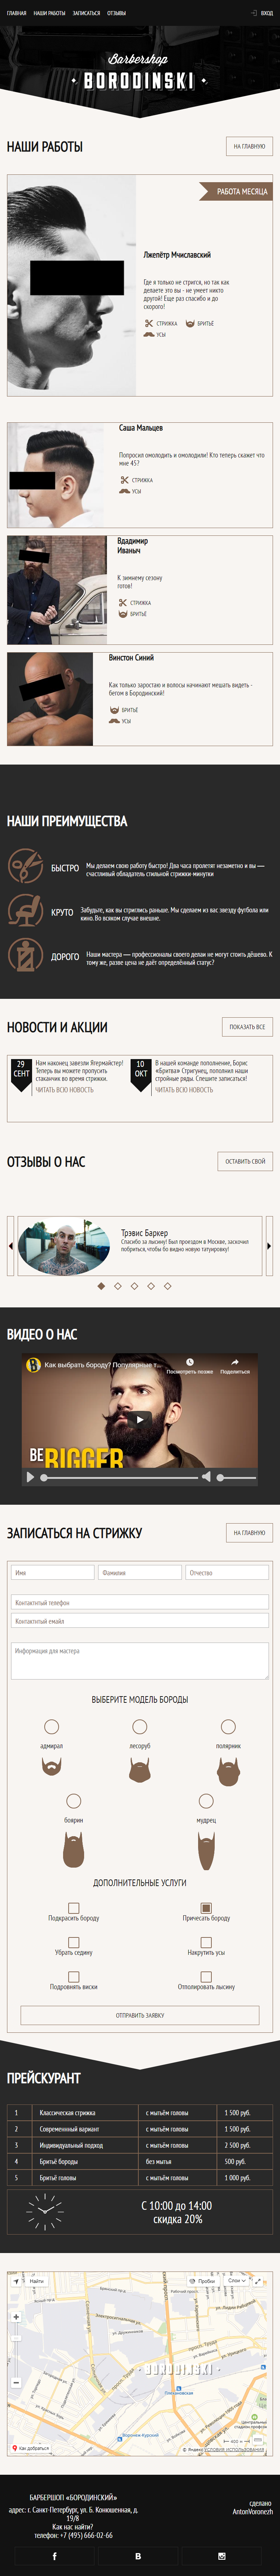 ГЛАВНАЯ НАШИ РАБОТЫ ЗАПИСАТЬСЯ ОТЗЫВЫ ВХОД
Barbershop
BORODINSKI
НАШИ РАБОТЫ
НА ГЛАВНУЮ
РАБОТА МЕСЯЦА
Лжепётр Мчиславский
Где я только не стригся, но так как
делаете это вы - не умеет никто
другой! Еще раз спасибо и до
скорого!
СТРИЖКА БРИТЬЁ
УСЫ
Саша Мальцев
Попросил омолодить и омолодили! Кто теперь скажет что
мне 45?
СТРИЖКА
УСЫ
Вдадимир
Иваныч
К зимнему сезону
готов!
СТРИЖКА
БРИТЬЁ
Винстон Синий
Как только заростаю и волосы начинают мешать видеть -
бегом в Бородинский!
БРИТЬЁ
УСЫ
НАШИ ПРЕИМУЩЕСТВА
БЫСТРО
Мы делаем свою работу быстро! Два часа пролетят незаметно и вы —
счастливый обладатель стильной стрижки-минутки
КРУТО
Забудьте, как вы стриглись раньше. Мы сделаем из вас звезду футбола или
кино. Во всяком случае внешне.
ДОРОГО
Наши мастера — профессионалы своего делаи не могут стоить дёшево. К
тому же, разве цена не даёт определённый статус?
НОВОСТИ И АКЦИИ
ПОКАЗАТЬ ВСЕ
29
СЕНТ
Нам наконец завезли Ягермайстер!
Теперь вы можете пропусить
стаканчик во время стрижки.
ЧИТАТЬ ВСЮ НОВОСТЬ
10
ОКТ
В нашей команде пополнение, Борис
«Бритва» Стригунец, пополнил наши
стройные ряды. Спешите записаться!
ЧИТАТЬ ВСЮ НОВОСТЬ
ОТЗЫВЫ О НАС
ОСТАВИТЬ СВОЙ
Трэвис Баркер
Спасибо за лысину! Был проездом в Москве, заскочил
побриться,чтобы бо видно новую татуировку!
ВИДЕО О НАС
Как выбрать бороду? Популярные т...
Посмотреть позже Поделиться
BE
BIGGER
ЗАПИСАТЬСЯ НА СТРИЖКУ
НА ГЛАВНУЮ
Имя Фамилия Отчество
Контактный телефон
Контактный емайл
Информация для мастера
ВЫБЕРИТЕ МОДЕЛЬ БОРОДЫ
адмирал лесоруб полярник
боярин мудрец
ДОПОЛНИТЕЛЬНЫЕ УСЛУГИ
Подкрасить бороду Причесать бороду
Убрать седину Накрутить усы
Подровнять виски Отполировать лысину
ОТПРАВИТЬ ЗАЯВКУ
ПРЕЙСКУРАНТ
1 Классическая стрижка с мытьём головы 1 500 руб.
2 Современнный вариант с мытьём головы 1 500 руб.
3 Индивидуальный подход с мытьём головы 2 500 руб.
4 Бритьё бороды без мытья 500 руб.
5 Бритьё головы с мытьём головы 1 000 руб.
С 10:00 до 14:00
скидка 20%
Найти Пробки Слои
BORODINSKI
Как добраться
© Яндекс УСЛОВИЯ ИСПОЛЬЗОВАНИЯ
БАРБЕРШОП «БОРОДИНСКИЙ»
адрес: г. Санкт-Петербург, ул. Б. Конюшенная, д.
19/8
Как нас найти?
телефон: +7 (495) 666-02-66
сделано
AntonVoronezh